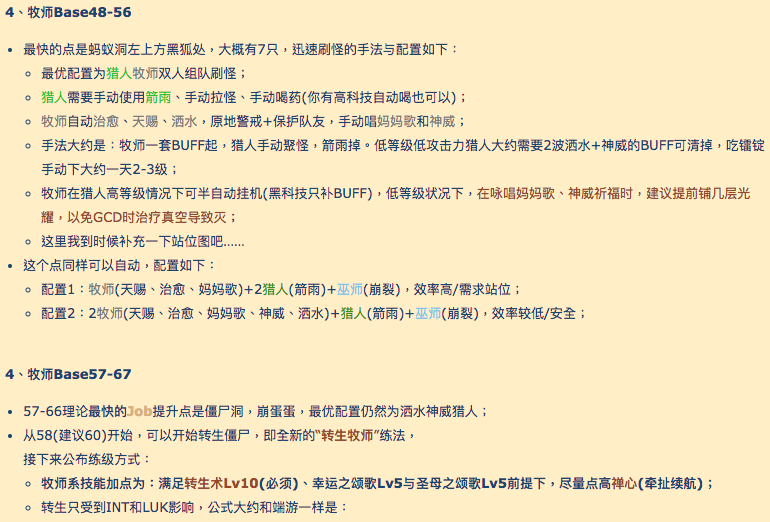 4、牧师Base48-56
最快的点是蚂蚁洞左上方黑狐处，大概有7只，迅速刷怪的手法与配置如下：
最优配置为猎人牧师双人组队刷怪；
猎人需要手动使用箭雨、手动拉怪、手动喝药(你有高科技自动喝也可以)；
牧师自动治愈、天赐、洒水，原地警戒+保护队友，手动唱妈妈歌和神威；
手法大约是：牧师一套BUFF起，猎人手动聚怪，箭雨掉。低等级低攻击力猎人大约需要2波洒水+神威的BUFF可清掉，吃镭锭
手动下大约一天2-3级；
牧师在猎人高等级情况下可半自动挂机(黑科技只补BUFF)，低等级状况下，在咏唱妈妈歌、神威祈福时，建议提前铺几层光
耀，以免GCD时治疗真空导致灭；
这里我到时候补充一下站位图吧......
这个点同样可以自动，配置如下：
配置1：牧师(天赐、治愈、妈妈歌)+2猎人(箭雨)+巫师(崩裂)，效率高/需求站位；
配置2：2牧师(天赐、治愈、妈妈歌、神威、洒水)+猎人(箭雨)+巫师(崩裂)，效率较低/安全；
4、牧师Base57-67
57-66理论最快的Job提升点是僵尸洞，崩蛋蛋，最优配置仍然为洒水神威猎人；
从58(建议60)开始，可以开始转生僵尸，即全新的“转生牧师”练法，
接下来公布练级方式：
牧师系技能加点为：满足转生术Lv10(必须)、幸运之颂歌Lv5与圣母之颂歌Lv5前提下，尽量点高禅心(牵扯续航)；
转生只受到INT和LUK影响，公式大约和端游一样是：